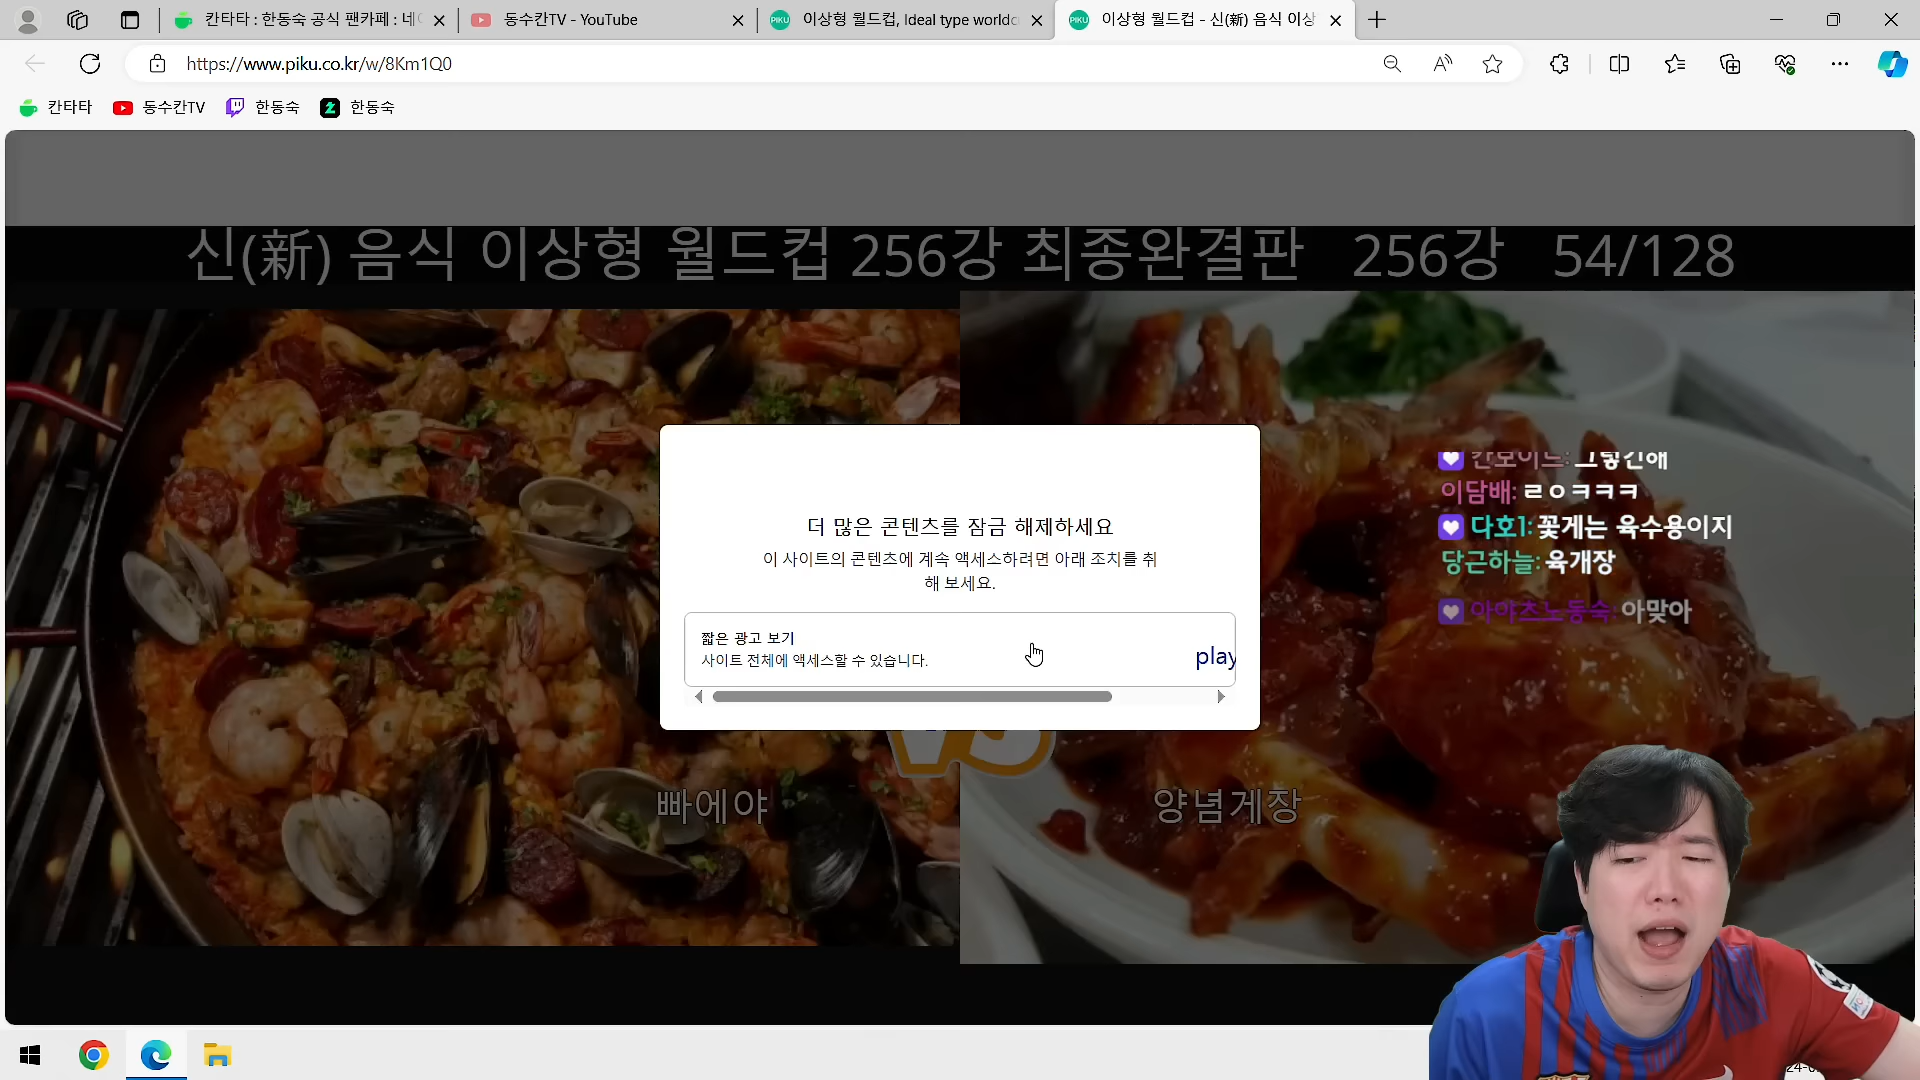 칸타타 : 한동숙 공식 팬카페 : 네
동수칸TV - YouTube
이상형 월드컵, Ideal type worldc
이상형 월드컵 - 신(新) 음식 이상
https://www.piku.co.kr/w/8Km1Q0
칸타타
동수칸TV
한동숙
한동숙
신(新) 음식 이상형 월드컵 256강 최종완결판 256강 54/128
더 많은 콘텐츠를 잠금 해제하세요
이 사이트의 콘텐츠에 계속 액세스하려면 아래 조치를 취
해 보세요.
짧은 광고 보기
사이트 전체에 액세스할 수 있습니다.
play
이담배: ㄹㅇㅋㅋㅋ
다호1: 꽃게는 육수용이지
당근하늘: 육개장
아야츠노동숙: 아맞아
빠에야
양념게장